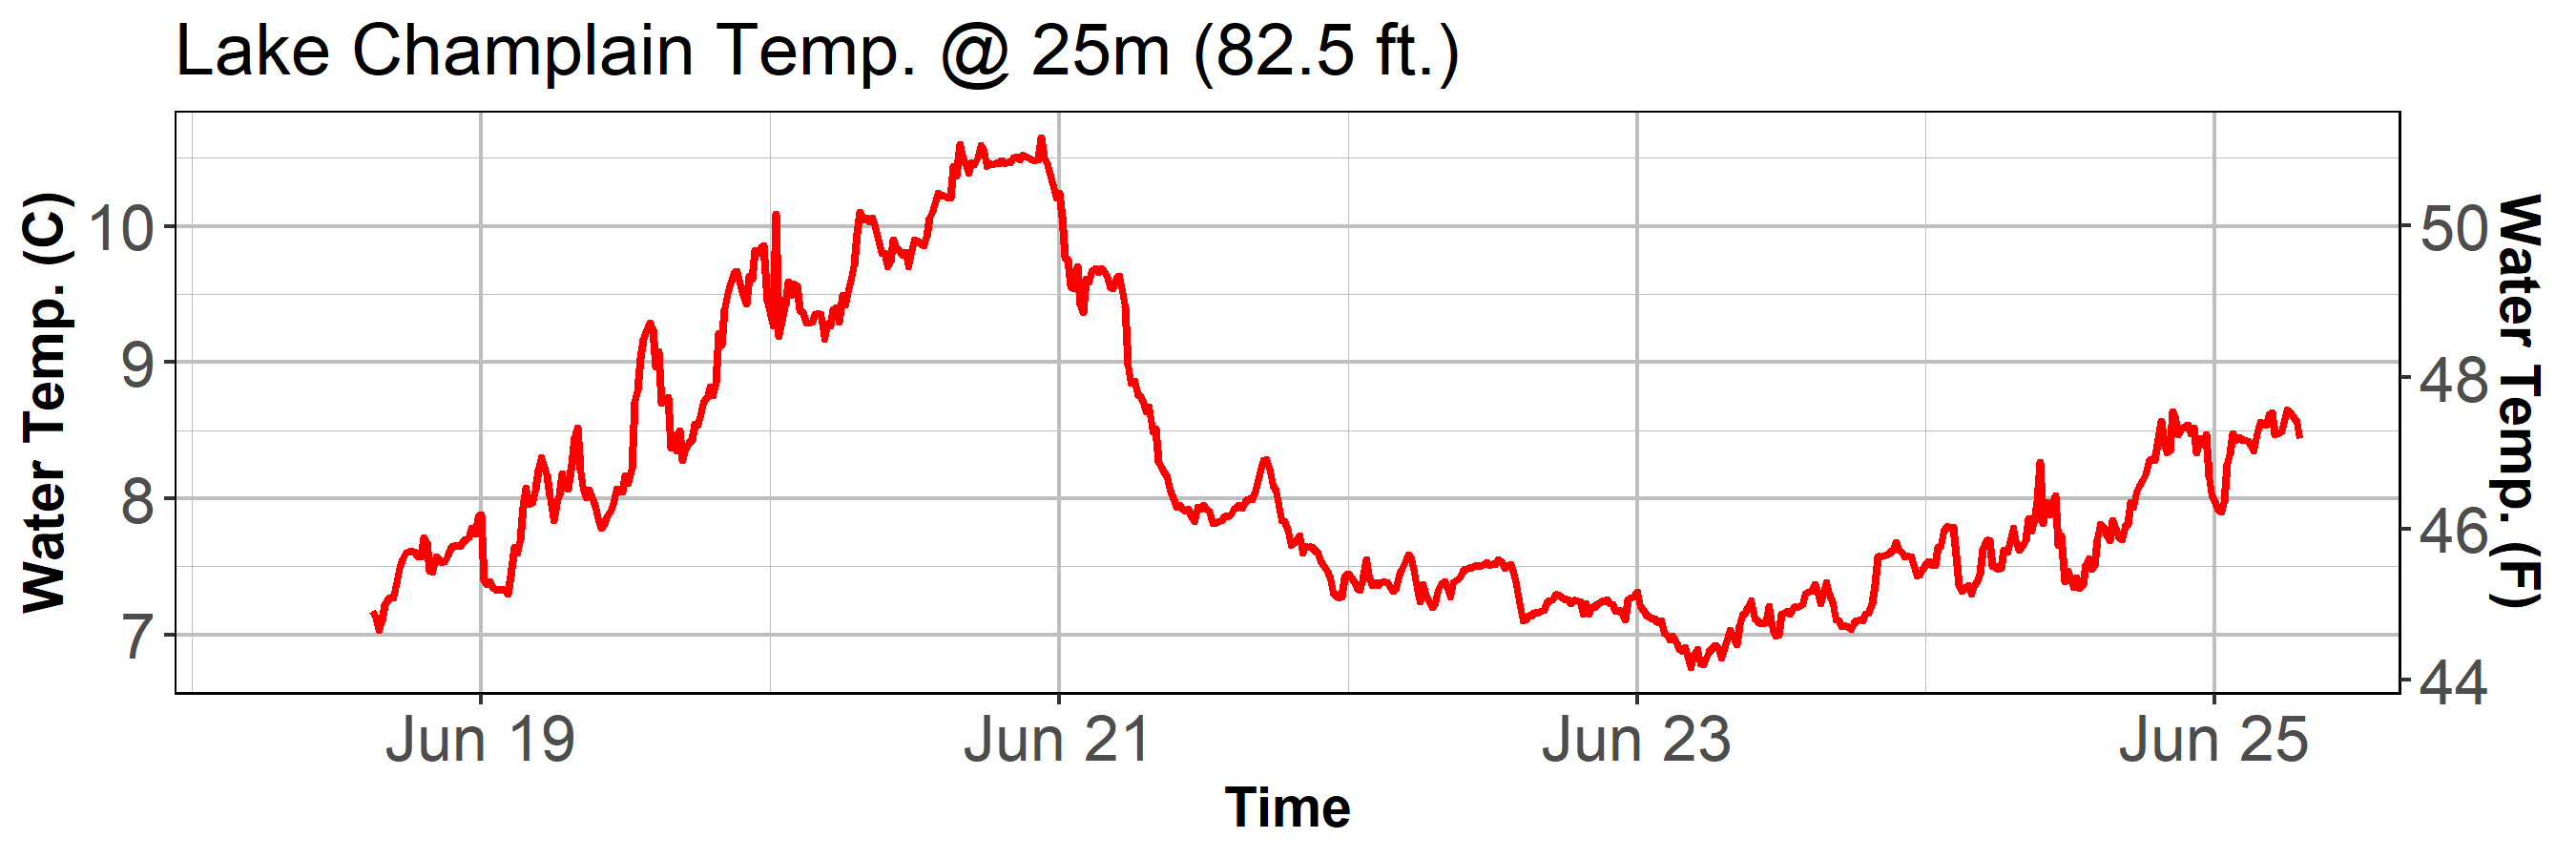 Lake Champlain Temp. @ 25m (82.5 ft.)
Water Temp. (C)
10
9
8
7
50
48
46
44
Water Temp. (F)
Jun 19
Jun 21
Jun 23
Jun 25
Time